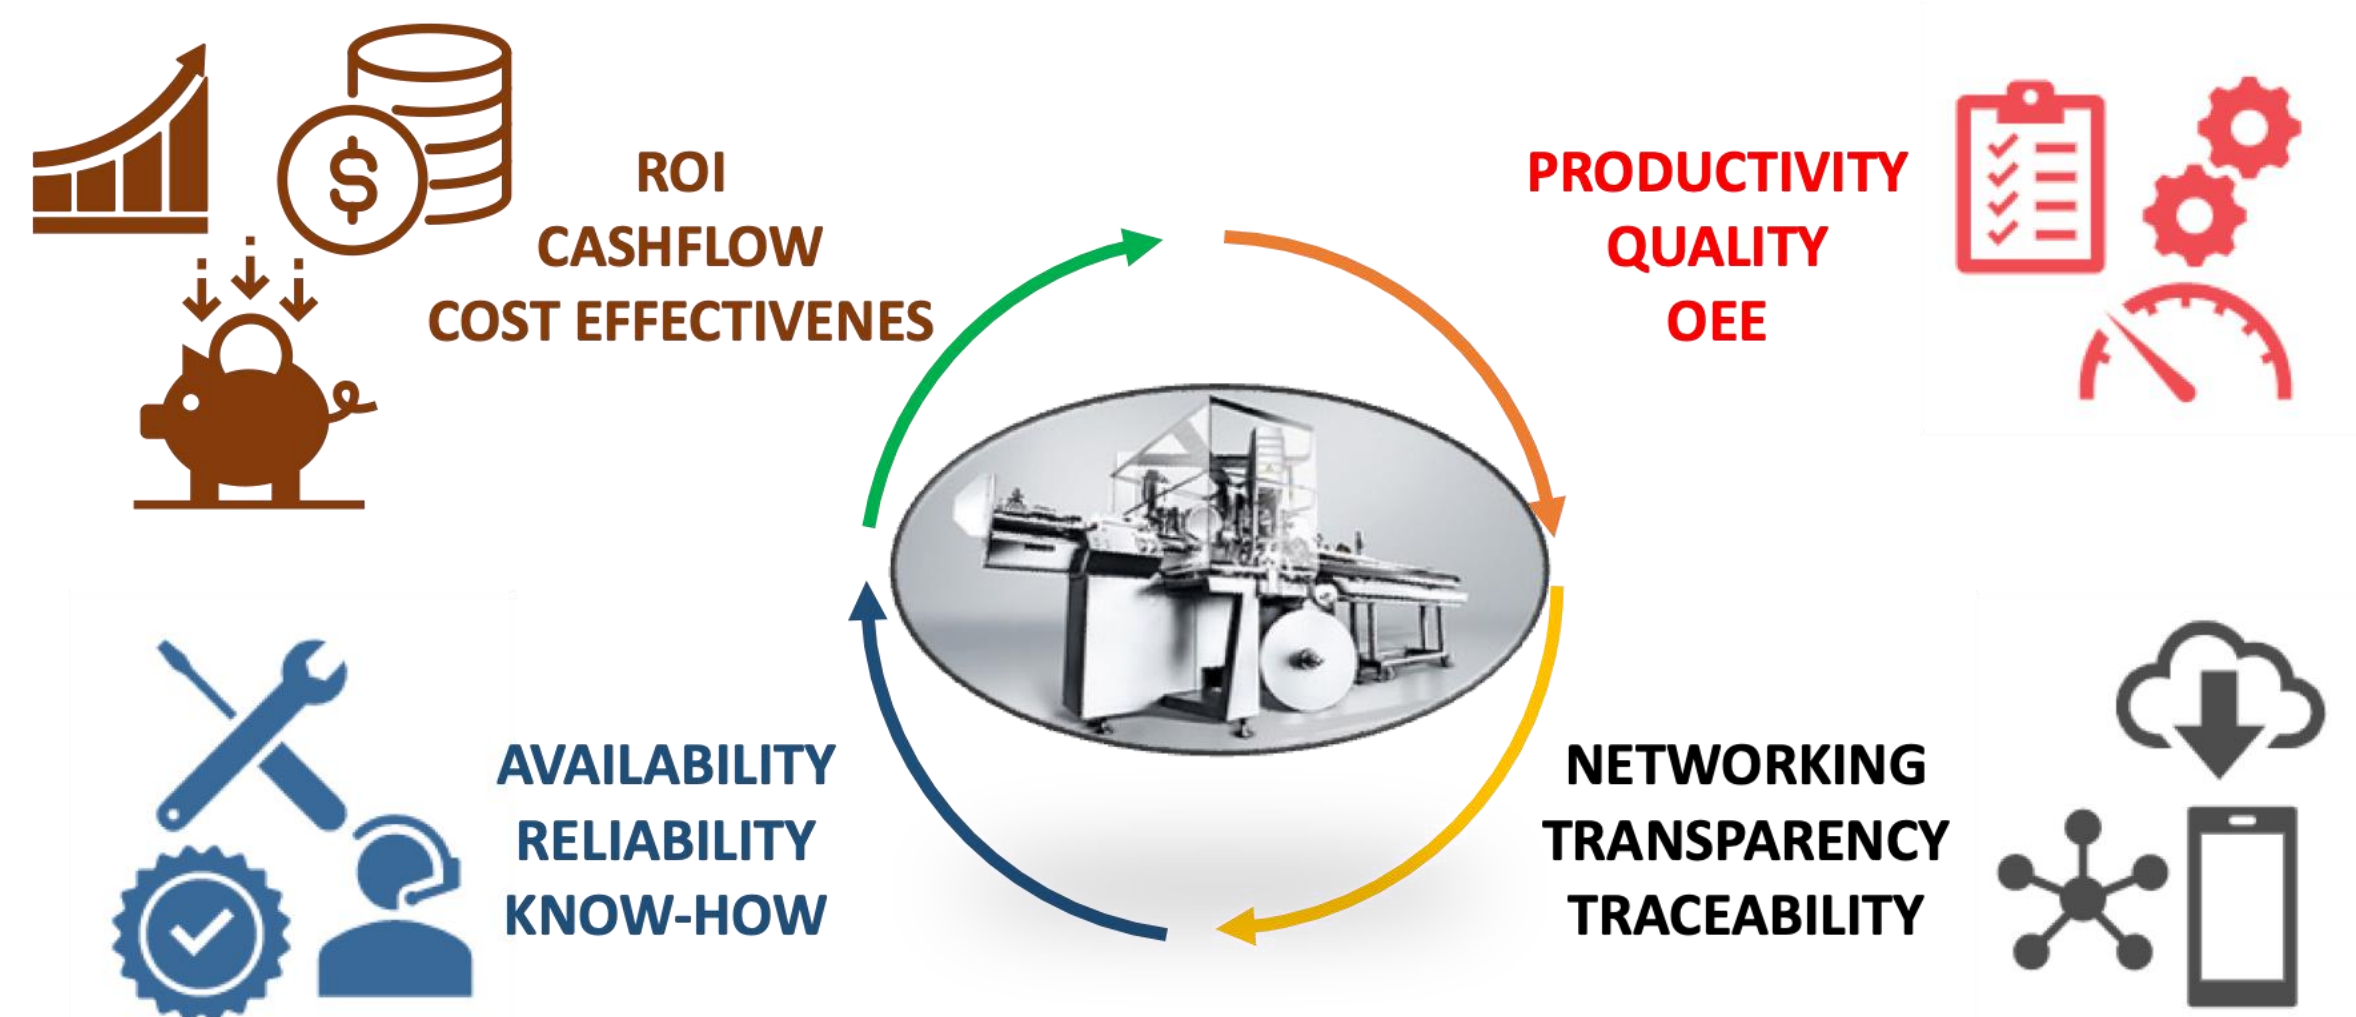 ROI
CASHFLOW
COST EFFECTIVENES
PRODUCTIVITY
QUALITY
OEE
AVAILABILITY
RELIABILITY
KNOW-HOW
NETWORKING
TRANSPARENCY
TRACEABILITY